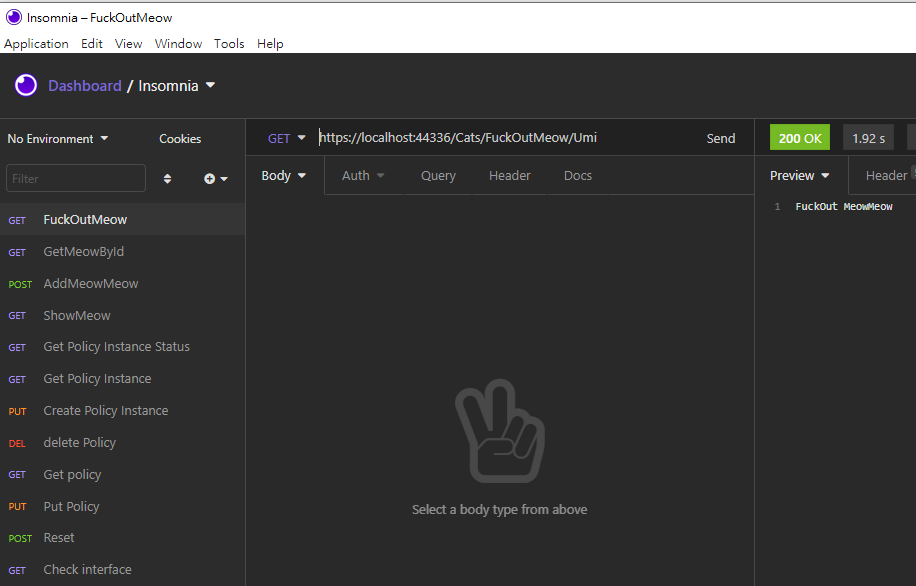 Insomnia – FuckOutMeow
Application Edit View Window Tools Help
Dashboard / Insomnia
No Environment Cookies
GET https://localhost:44336/Cats/FuckOutMeow/Umi Send
200 OK 1.92 s
Filter
Body Auth Query Header Docs
Preview Header
1 FuckOut MeowMeow
GET FuckOutMeow
GET GetMeowById
POST AddMeowMeow
GET ShowMeow
GET Get Policy Instance Status
GET Get Policy Instance
PUT Create Policy Instance
DEL delete Policy
GET Get policy
PUT Put Policy
POST Reset
GET Check interface
Select a body type from above